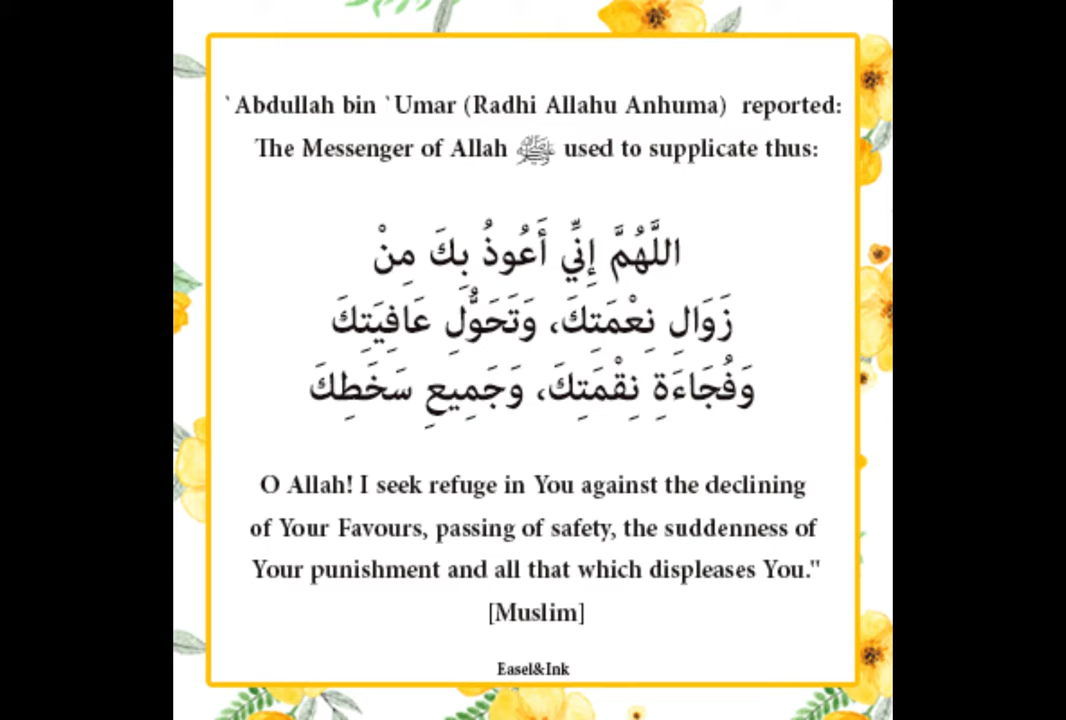 `Abdullah bin `Umar (Radhi Allahu Anhuma) reported:
The Messenger of Allah ﷺ used to supplicate thus:
اللَّهُمَّ إِنِّي أَعُوذُ بِكَ مِنْ
زَوَالِ نِعْمَتِكَ، وَتَحَوُّلِ عَافِيَتِكَ
وَفُجَاءَةِ نِقْمَتِكَ، وَجَمِيعِ سَخَطِكَ
O Allah! I seek refuge in You against the declining
of Your Favours, passing of safety, the suddenness of
Your punishment and all that which displeases You."
[Muslim]
Easel&Ink